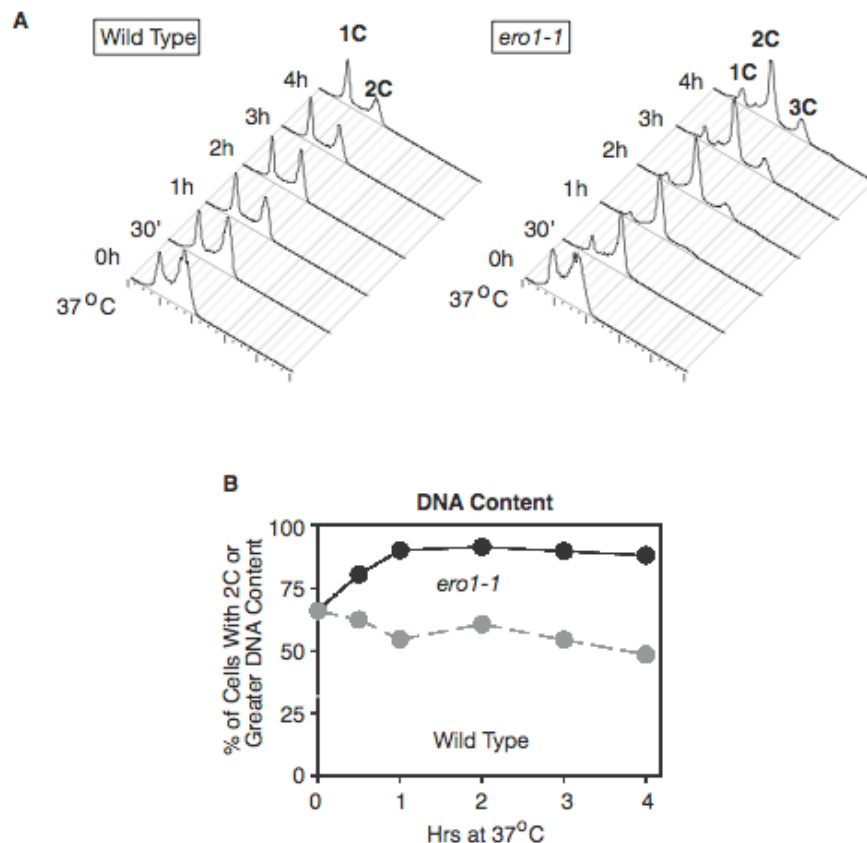 A
Wild Type
1C
2C
4h
3h
2h
1h
30'
0h
37°C
ero1-1
2C
1C
3C
4h
3h
2h
1h
30'
0h
37°C
B
DNA Content
% of Cells With 2C or
Greater DNA Content
100
75
50
25
0
ero1-1
Wild Type
0 1 2 3 4
Hrs at 37°C